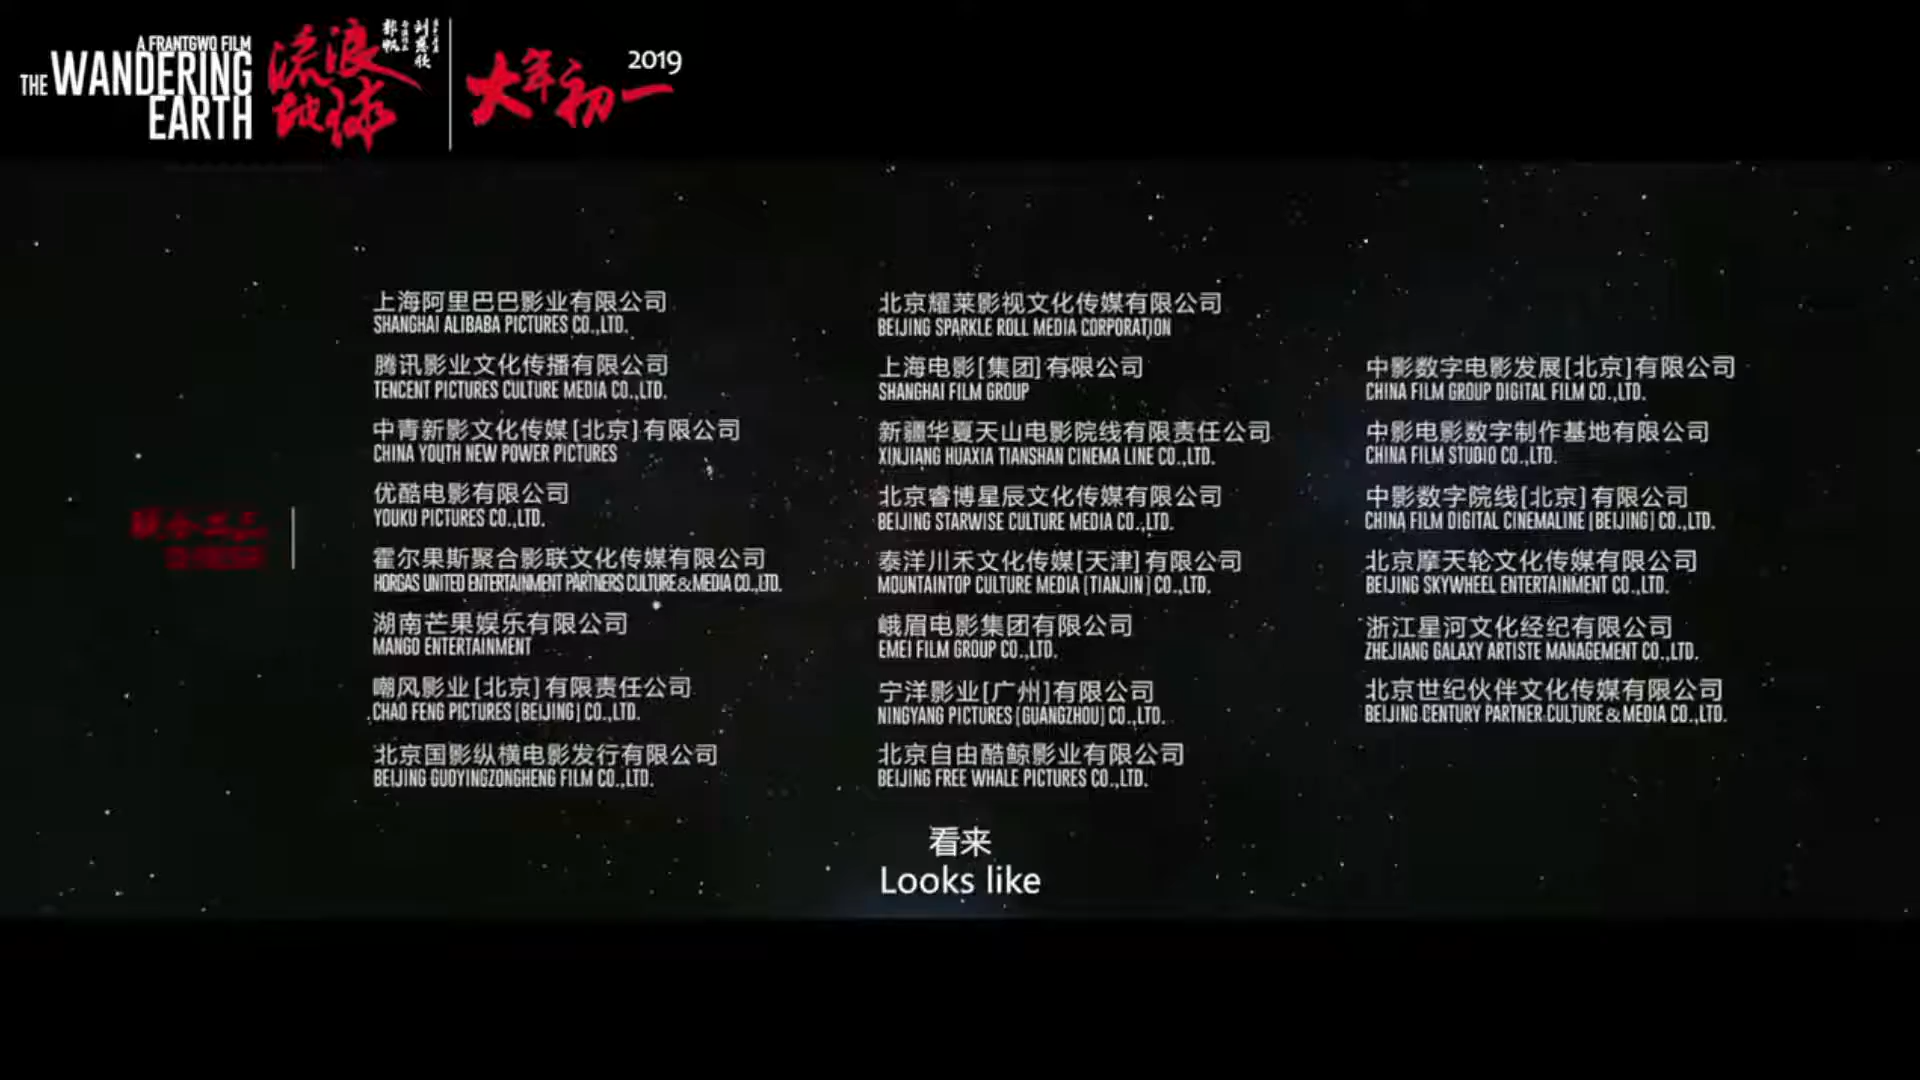 A FRANTGWO FILM
THE WANDERING
EARTH
流浪
地球
大年初一
2019
上海阿里巴巴影业有限公司
SHANGHAI ALIBABA PICTURES CO.,LTD.
腾讯影业文化传播有限公司
TENCENT PICTURES CULTURE MEDIA CO.,LTD.
中青新影文化传媒[北京]有限公司
CHINA YOUTH NEW POWER PICTURES
优酷电影有限公司
YOUKU PICTURES CO.,LTD.
霍尔果斯聚合影联文化传媒有限公司
HORGAS UNITED ENTERTAINMENT PARTNERS CULTURE&MEDIA CO.,LTD.
湖南芒果娱乐有限公司
MANGO ENTERTAINMENT
嘲风影业[北京]有限责任公司
CHAO FENG PICTURES [BEIJING] CO.,LTD.
北京国影纵横电影发行有限公司
BEIJING GUOYINGZONGHENG FILM CO.,LTD.
北京耀莱影视文化传媒有限公司
BEIJING SPARKLE ROLL MEDIA CORPORATION
上海电影[集团]有限公司
SHANGHAI FILM GROUP
新疆华夏天山电影院线有限责任公司
XINJIANG HUAXIA TIANSHAN CINEMA LINE CO.,LTD.
北京睿博星辰文化传媒有限公司
BEIJING STARWISE CULTURE MEDIA CO.,LTD.
泰洋川禾文化传媒[天津]有限公司
MOUNTAINTOP CULTURE MEDIA [TIANJIN] CO.,LTD.
峨眉电影集团有限公司
EMEI FILM GROUP CO.,LTD.
宁洋影业[广州]有限公司
NINGYANG PICTURES [GUANGZHOU] CO.,LTD.
北京自由酷鲸影业有限公司
BEIJING FREE WHALE PICTURES CO.,LTD.
中影数字电影发展[北京]有限公司
CHINA FILM GROUP DIGITAL FILM CO.,LTD.
中影电影数字制作基地有限公司
CHINA FILM STUDIO CO.,LTD.
中影数字院线[北京]有限公司
CHINA FILM DIGITAL CINEMALINE [BEIJING] CO.,LTD.
北京摩天轮文化传媒有限公司
BEIJING SKYWHEEL ENTERTAINMENT CO.,LTD.
浙江星河文化经纪有限公司
ZHEJIANG GALAXY ARTISTE MANAGEMENT CO.,LTD.
北京世纪伙伴文化传媒有限公司
BEIJING CENTURY PARTNER CULTURE & MEDIA CO.,LTD.
看来
Looks like